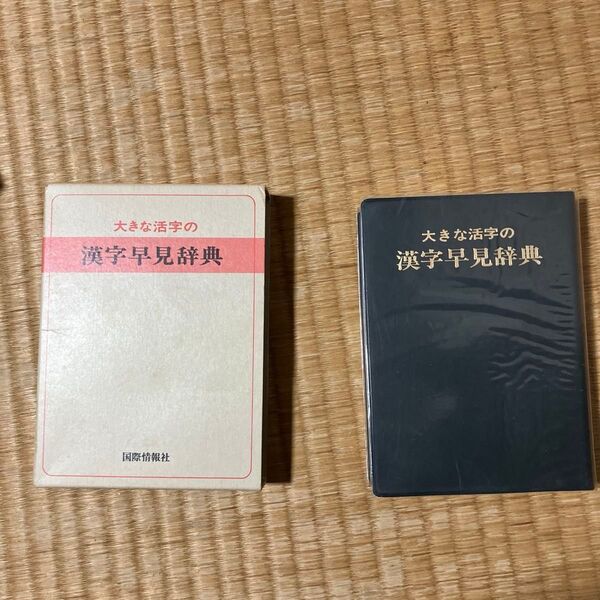 大きな活字の
漢字早見辞典
国際情報社
大きな活字の
漢字早見辞典